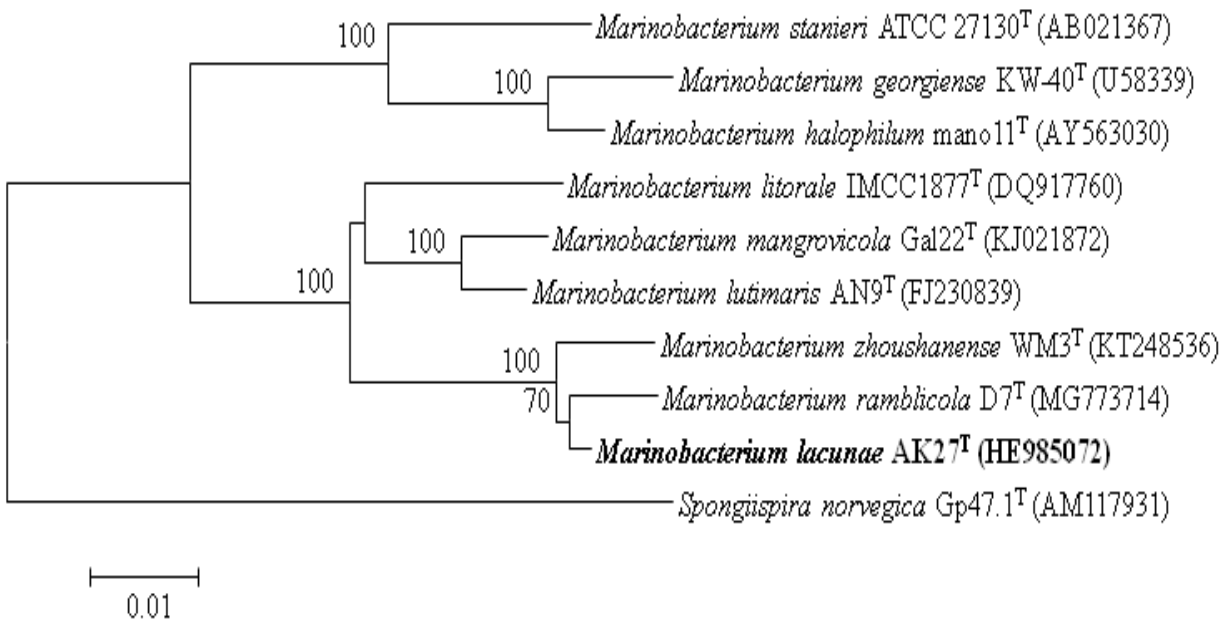 100
Marinobacterium stanieri ATCC 27130ᵀ (AB021367)
100
Marinobacterium georgiense KW-40ᵀ (U58339)
Marinobacterium halophilum mano11ᵀ (AY563030)
Marinobacterium litorale IMCC1877ᵀ (DQ917760)
100
Marinobacterium mangrovicola Gal22ᵀ (KJ021872)
100
Marinobacterium lutimaris AN9ᵀ (FJ230839)
Marinobacterium zhoushanense WM3ᵀ (KT248536)
100
70
Marinobacterium ramblicola D7ᵀ (MG773714)
Marinobacterium lacunae AK27ᵀ (HE985072)
Spongiispira norvegica Gp47.1ᵀ (AM117931)
0.01